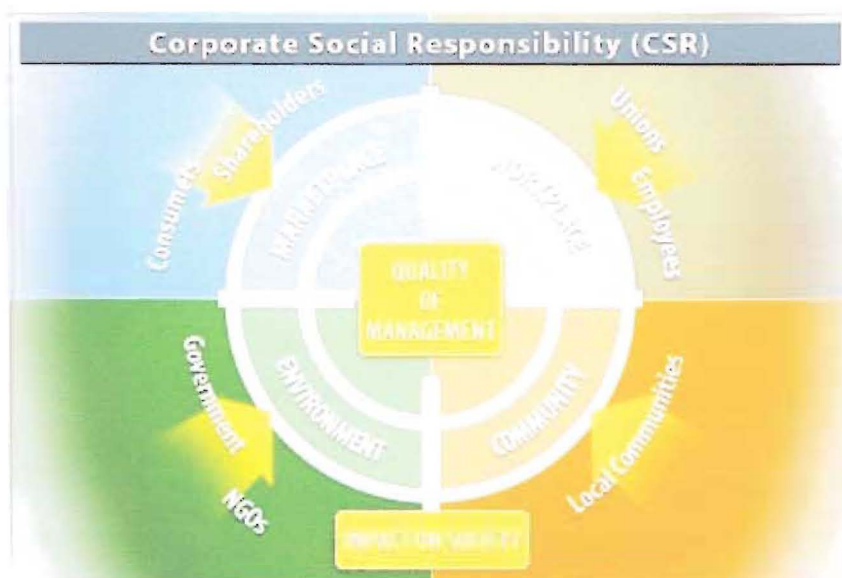 Corporate Social Responsibility (CSR)
Consumers
Shareholders
Unions
Employees
MARKETPLACE
WORKPLACE
QUALITY
OF
MANAGEMENT
Government
NGOs
ENVIRONMENT
COMMUNITY
Local Communities
IMPACT ON SOCIETY